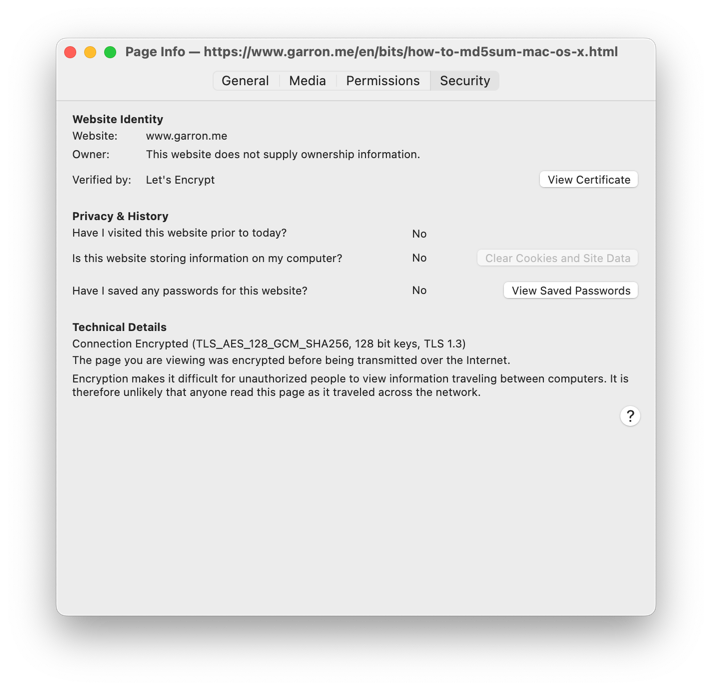 Page Info — https://www.garron.me/en/bits/how-to-md5sum-mac-os-x.html
General Media Permissions Security
Website Identity
Website: www.garron.me
Owner: This website does not supply ownership information.
Verified by: Let's Encrypt View Certificate
Privacy & History
Have I visited this website prior to today? No
Is this website storing information on my computer? No Clear Cookies and Site Data
Have I saved any passwords for this website? No View Saved Passwords
Technical Details
Connection Encrypted (TLS_AES_128_GCM_SHA256, 128 bit keys, TLS 1.3)
The page you are viewing was encrypted before being transmitted over the Internet.
Encryption makes it difficult for unauthorized people to view information traveling between computers. It is
therefore unlikely that anyone read this page as it traveled across the network.
?